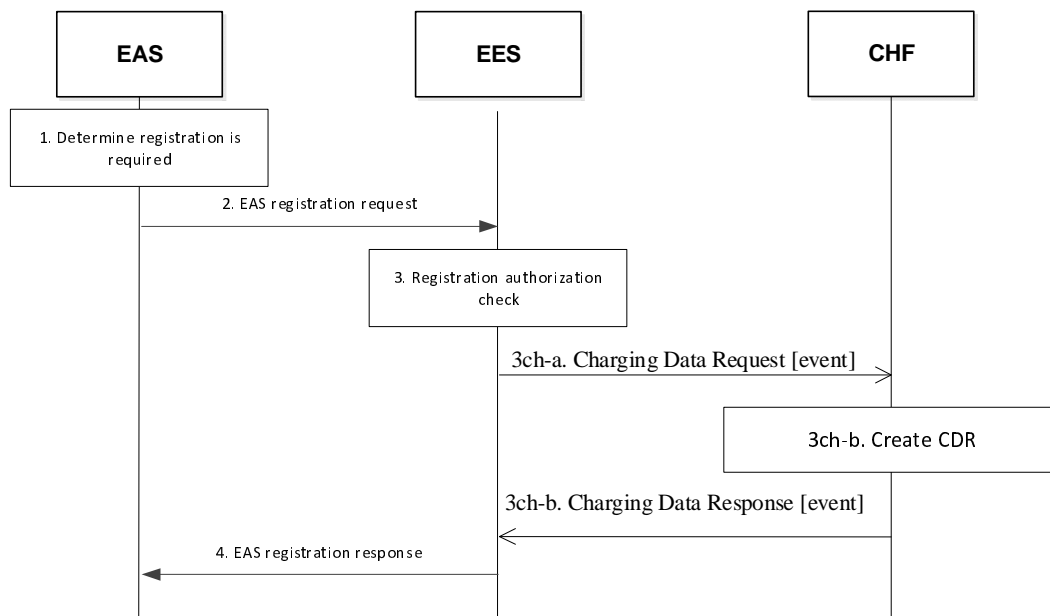 EAS
EES
CHF
1. Determine registration is
required
2. EAS registration request
3. Registration authorization
check
3ch-a. Charging Data Request [event]
3ch-b. Create CDR
3ch-b. Charging Data Response [event]
4. EAS registration response